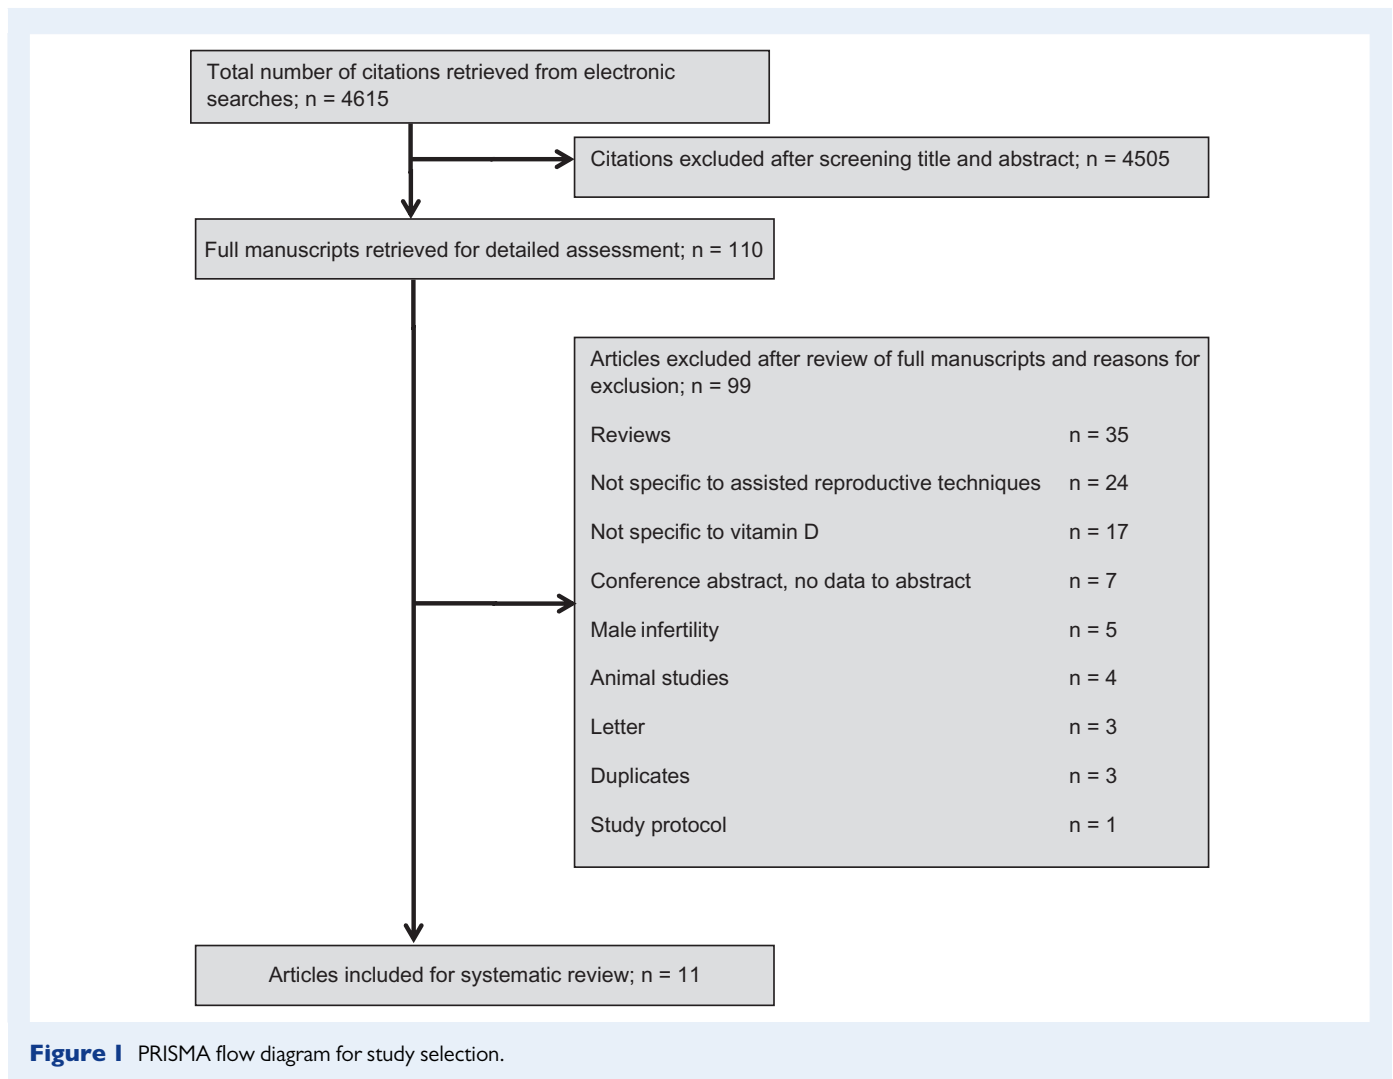 Total number of citations retrieved from electronic
searches; n = 4615
Citations excluded after screening title and abstract; n = 4505
Full manuscripts retrieved for detailed assessment; n = 110
Articles excluded after review of full manuscripts and reasons for
exclusion; n = 99
Reviews n = 35
Not specific to assisted reproductive techniques n = 24
Not specific to vitamin D n = 17
Conference abstract, no data to abstract n = 7
Male infertility n = 5
Animal studies n = 4
Letter n = 3
Duplicates n = 3
Study protocol n = 1
Articles included for systematic review; n = 11
Figure 1 PRISMA flow diagram for study selection.